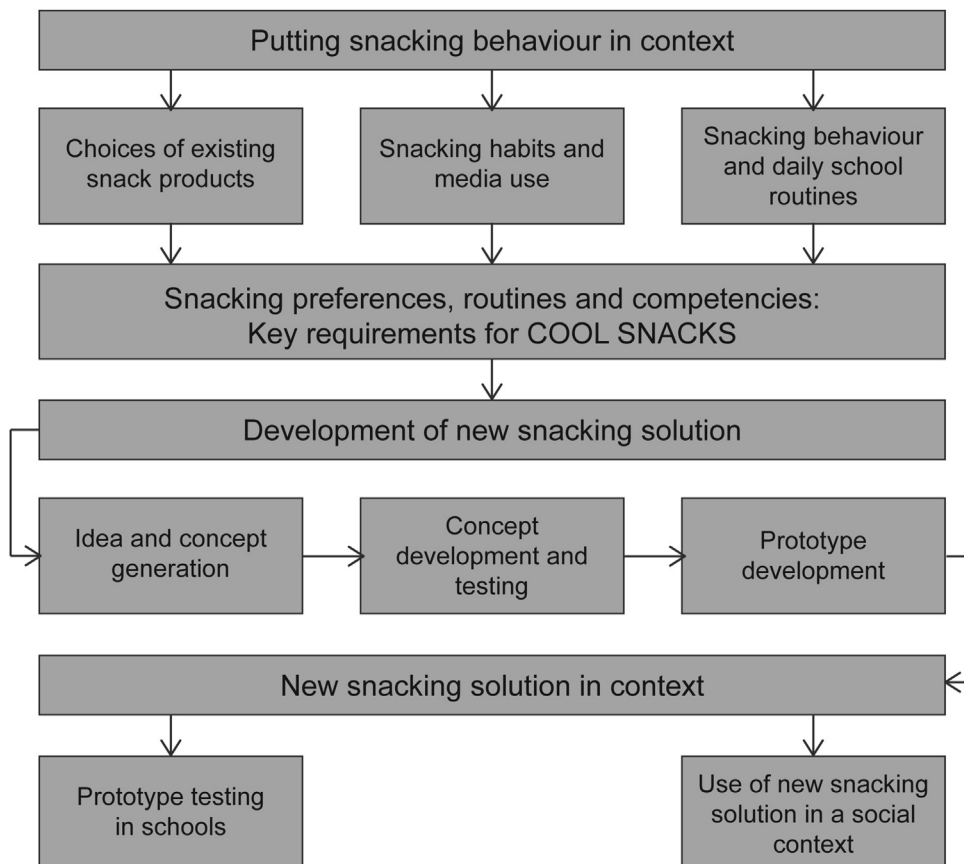 Putting snacking behaviour in context
Choices of existing
snack products
Snacking habits and
media use
Snacking behaviour
and daily school
routines
Snacking preferences, routines and competencies:
Key requirements for COOL SNACKS
Development of new snacking solution
Idea and concept
generation
Concept
development and
testing
Prototype
development
New snacking solution in context
Prototype testing
in schools
Use of new snacking
solution in a social
context